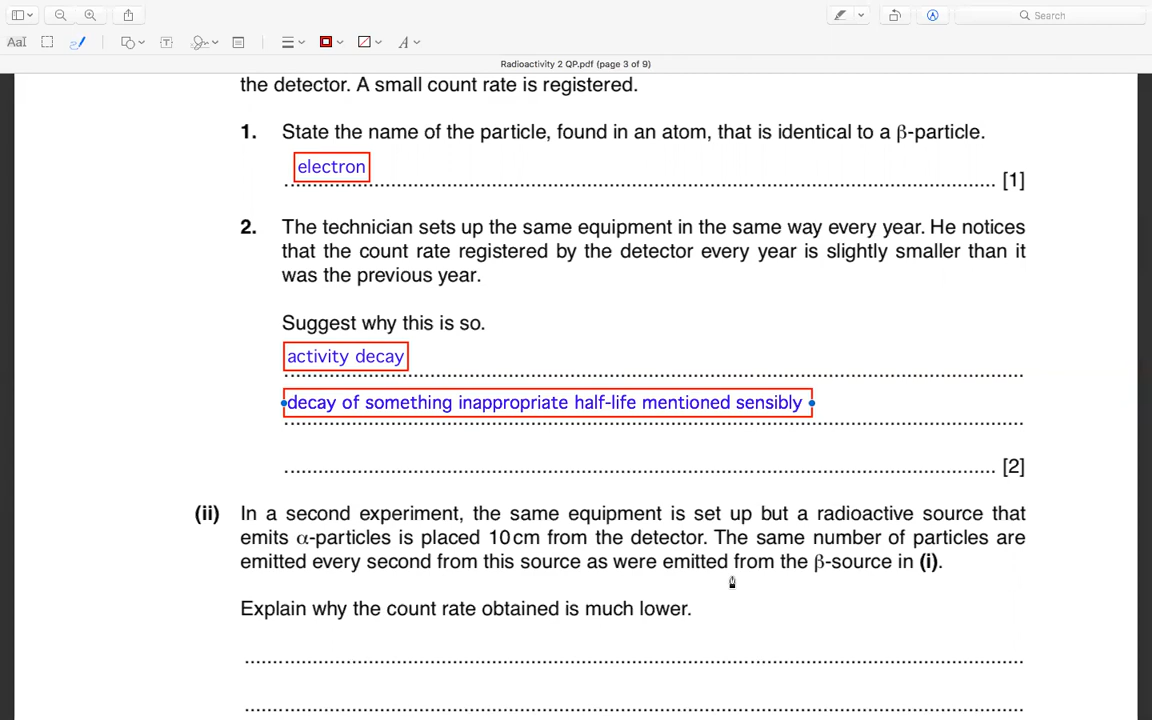 Search
AaI
T
A
Radioactivity 2 QP.pdf (page 3 of 9)
the detector. A small count rate is registered.
1. State the name of the particle, found in an atom, that is identical to a β-particle.
electron
................................................................................ [1]
2. The technician sets up the same equipment in the same way every year. He notices
that the count rate registered by the detector every year is slightly smaller than it
was the previous year.
Suggest why this is so.
activity decay
................................................................................
decay of something inappropriate half-life mentioned sensibly
................................................................................
................................................................................ [2]
(ii) In a second experiment, the same equipment is set up but a radioactive source that
emits α-particles is placed 10 cm from the detector. The same number of particles are
emitted every second from this source as were emitted from the β-source in (i).
Explain why the count rate obtained is much lower.
................................................................................
................................................................................